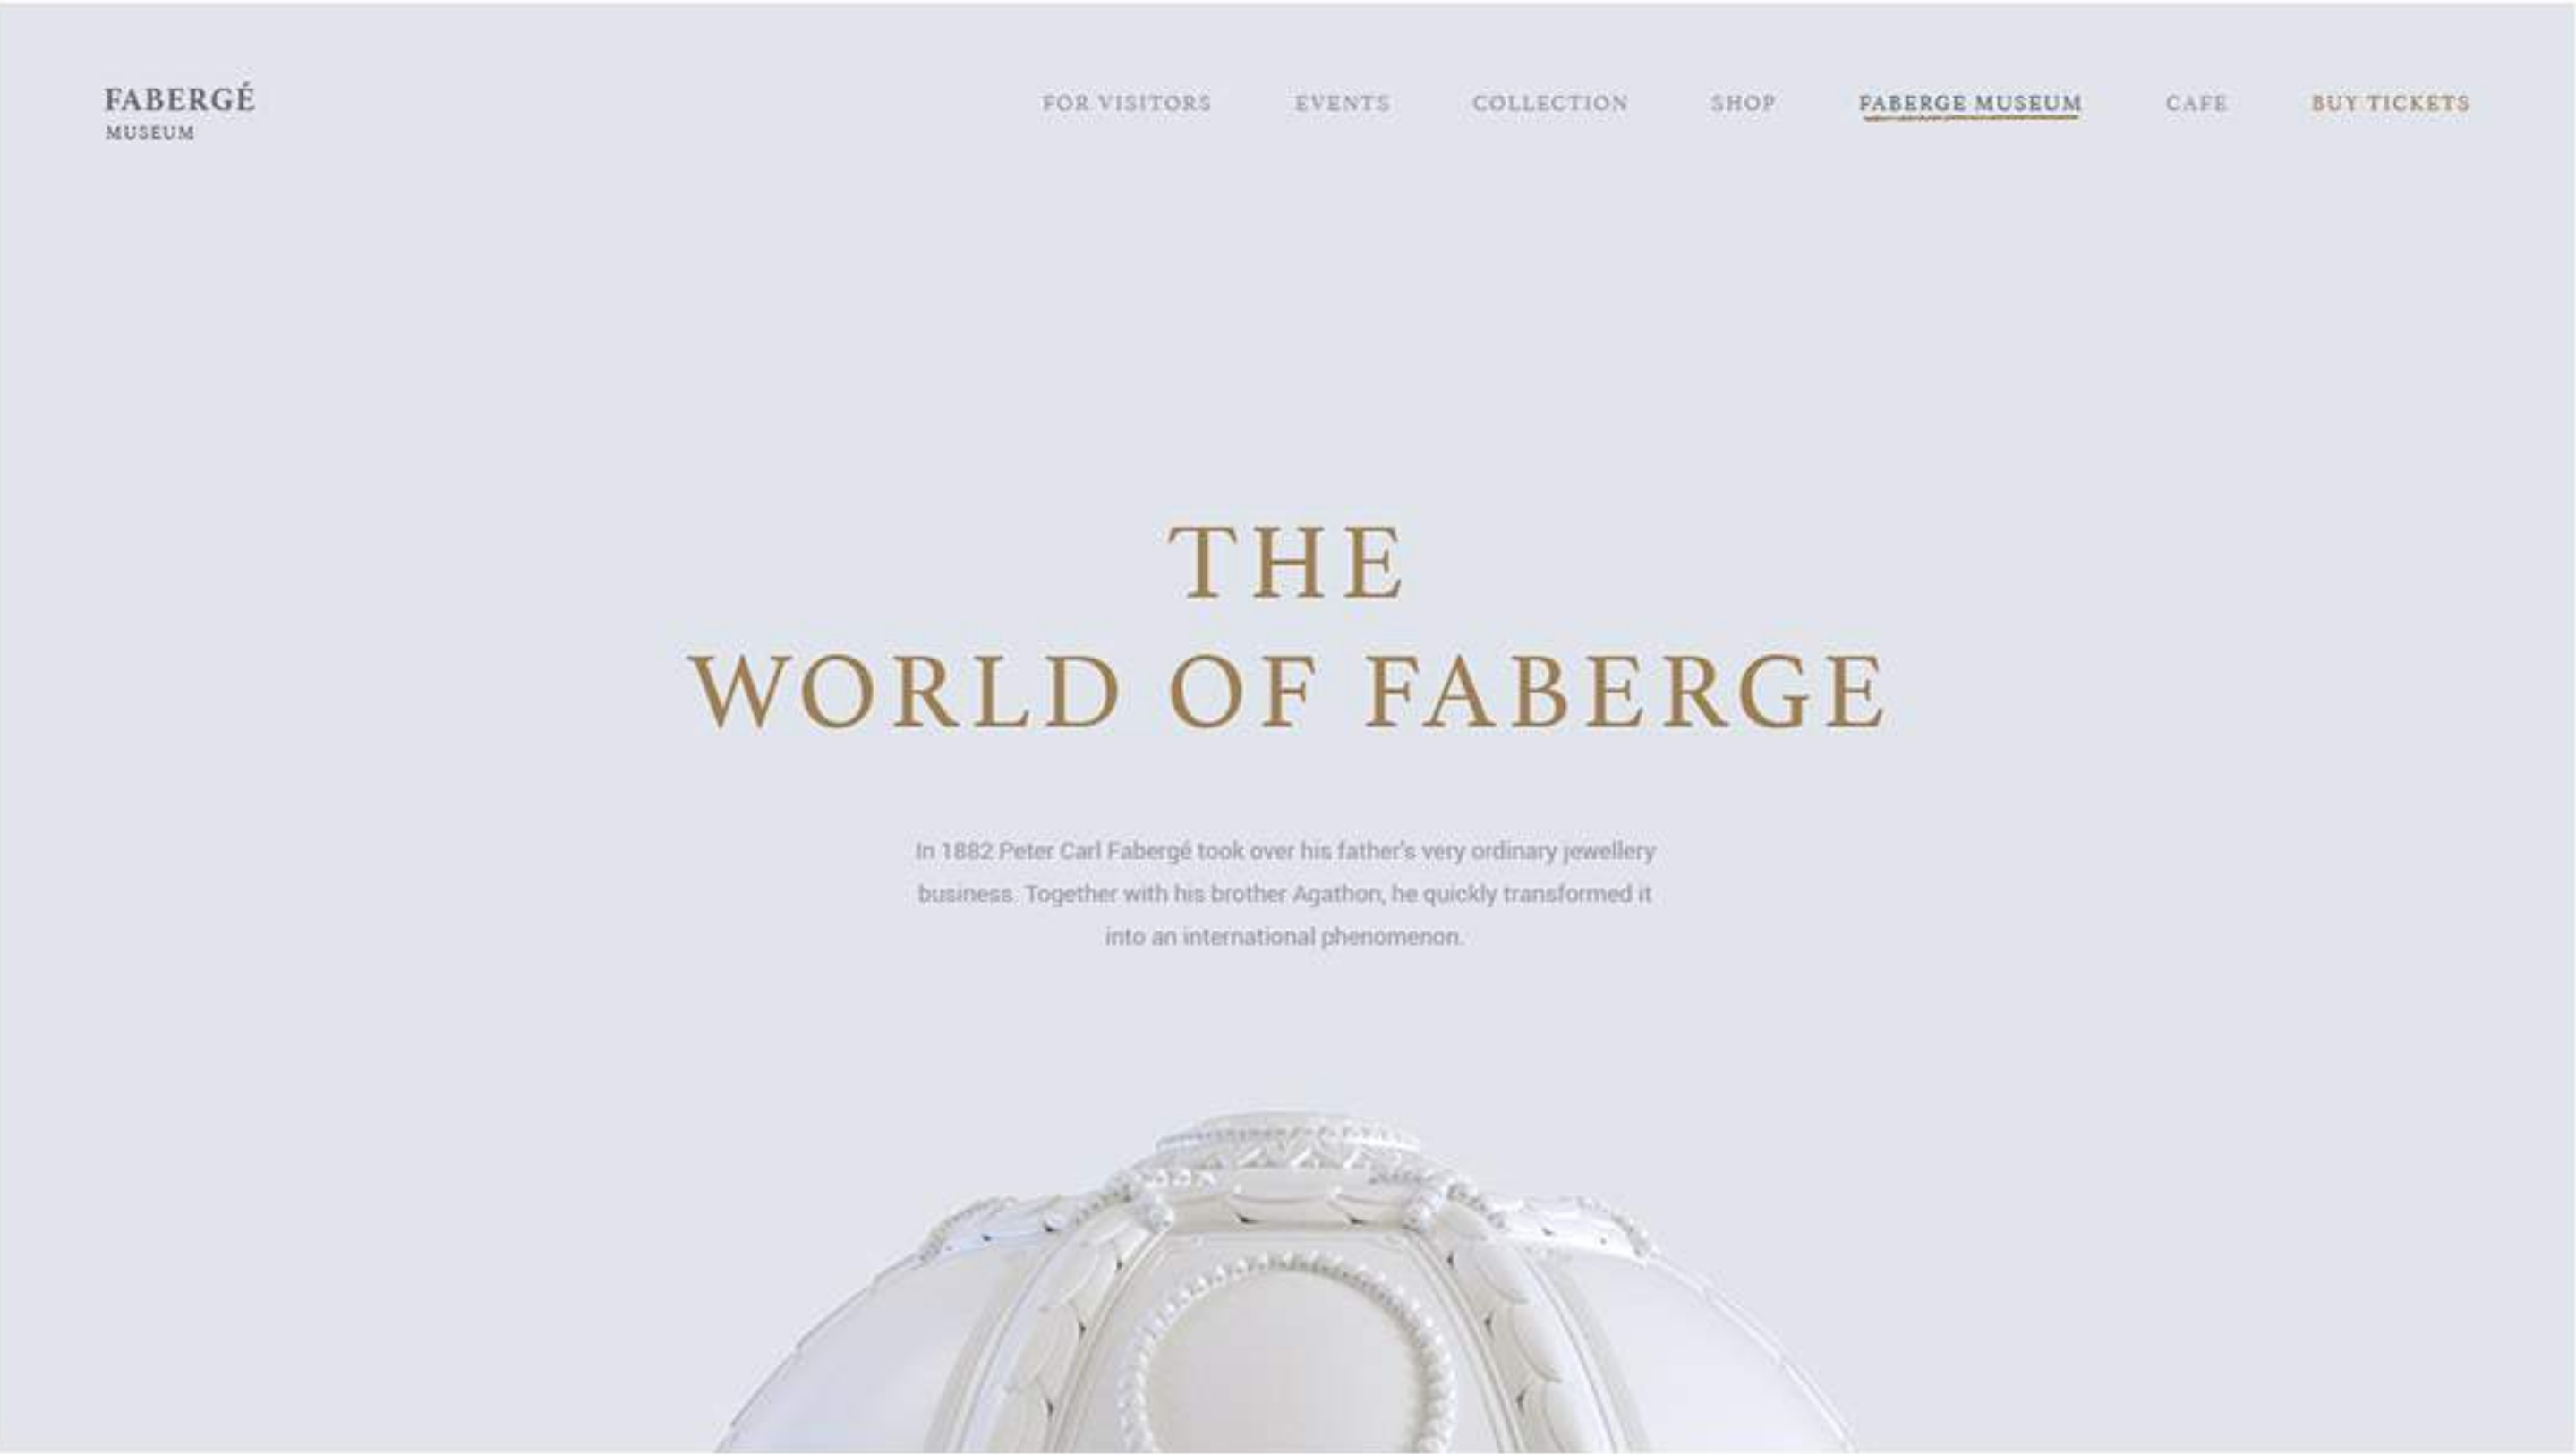 FABERGÉ
MUSEUM
FOR VISITORS EVENTS COLLECTION SHOP FABERGE MUSEUM CAFE BUY TICKETS
THE
WORLD OF FABERGE
In 1882 Peter Carl Fabergé took over his father's very ordinary jewellery
business. Together with his brother Agathon, he quickly transformed it
into an international phenomenon.